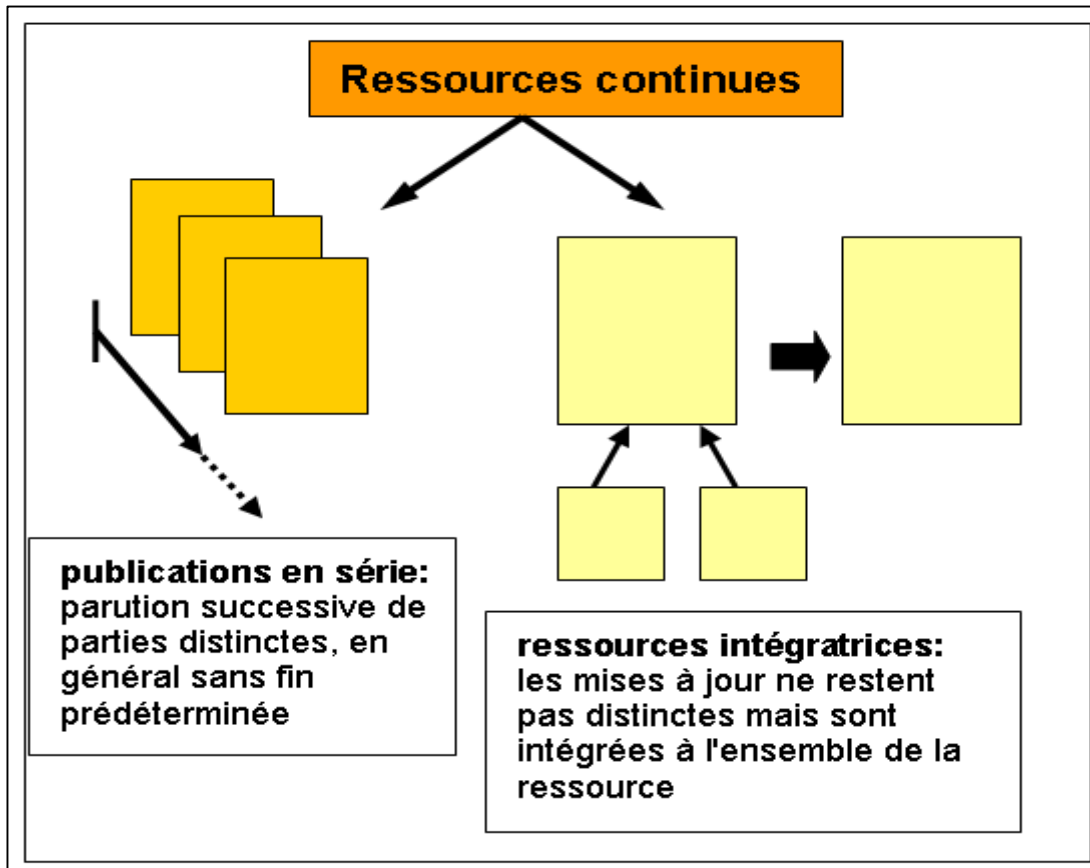 Ressources continues
publications en série:
parution successive de
parties distinctes, en
général sans fin
prédéterminée
ressources intégratrices:
les mises à jour ne restent
pas distinctes mais sont
intégrées à l'ensemble de la
ressource